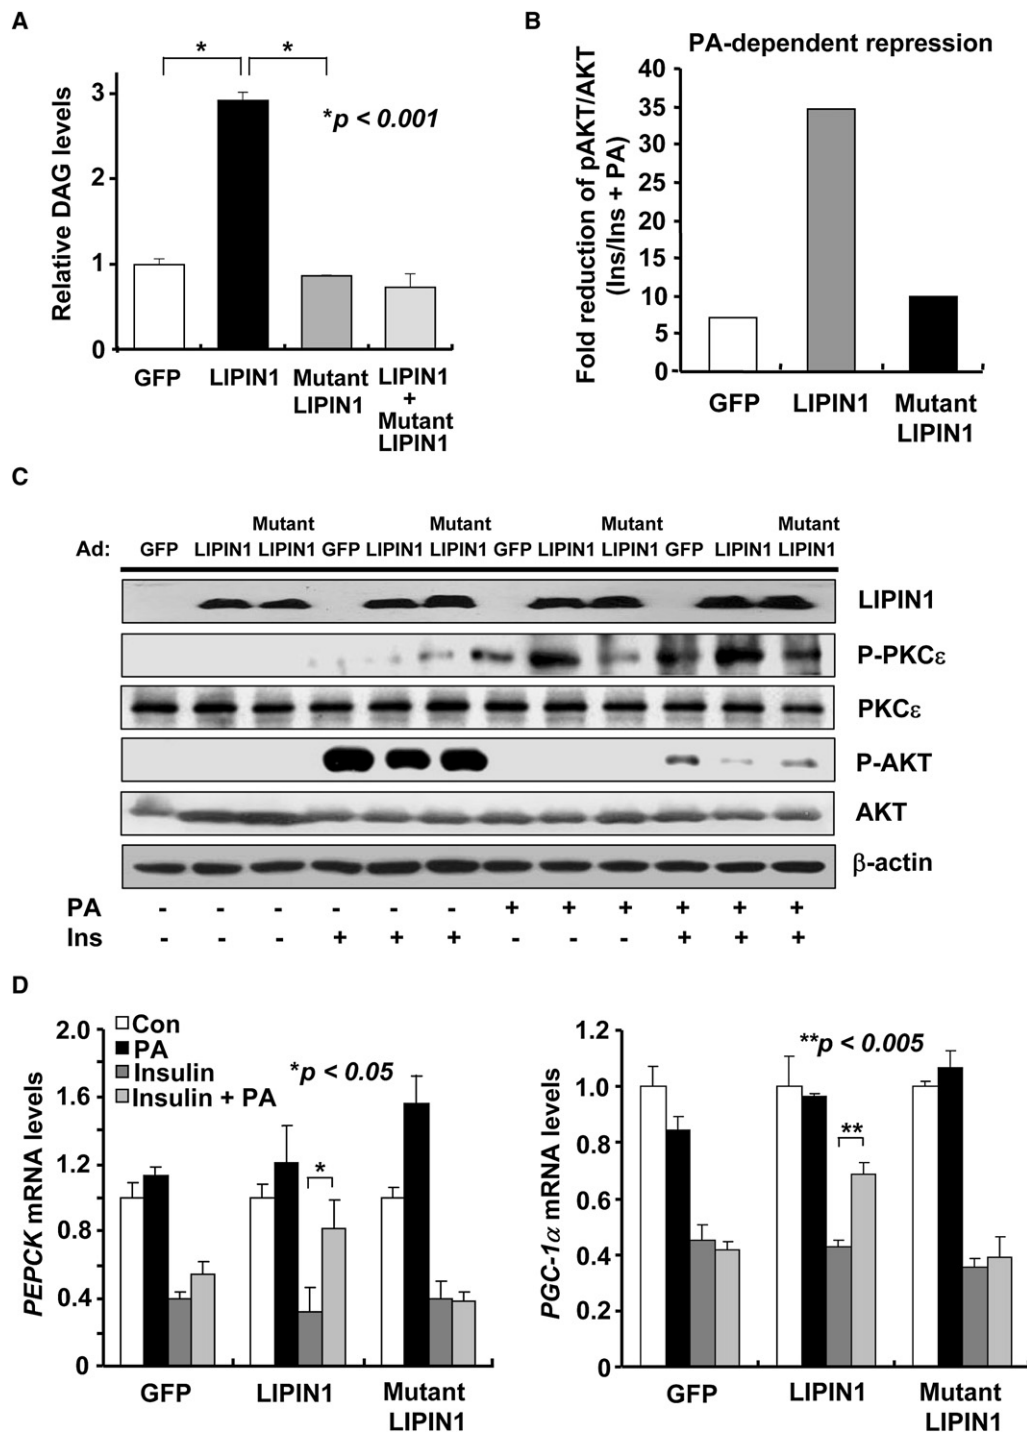 A
* *
*p < 0.001
Relative DAG levels
3
2
1
0
GFP LIPIN1 Mutant LIPIN1 LIPIN1 + Mutant LIPIN1
B
PA-dependent repression
Fold reduction of pAKT/AKT
(Ins/Ins + PA)
40
35
30
25
20
15
10
5
0
GFP LIPIN1 Mutant LIPIN1
C
Mutant Mutant Mutant Mutant
Ad: GFP LIPIN1 LIPIN1 GFP LIPIN1 LIPIN1 GFP LIPIN1 LIPIN1 GFP LIPIN1 LIPIN1
LIPIN1
P-PKCε
PKCε
P-AKT
AKT
β-actin
PA - - - - - - + + + + + +
Ins - - - + + + - - - + + +
D
PEPCK mRNA levels
2.0
1.6
1.2
0.8
0.4
0
Con
PA
Insulin
Insulin + PA
*p < 0.05
*
GFP LIPIN1 Mutant LIPIN1
PGC-1α mRNA levels
1.2
1.0
0.8
0.6
0.4
0.2
0
**p < 0.005
**
GFP LIPIN1 Mutant LIPIN1